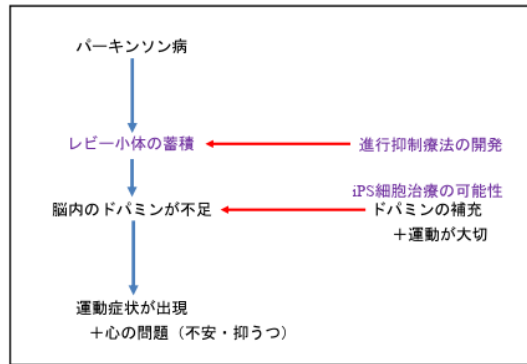 パーキンソン病
レビー小体の蓄積
進行抑制療法の開発
iPS細胞治療の可能性
脳内のドパミンが不足
ドパミンの補充
＋運動が大切
運動症状が出現
＋心の問題（不安・抑うつ）